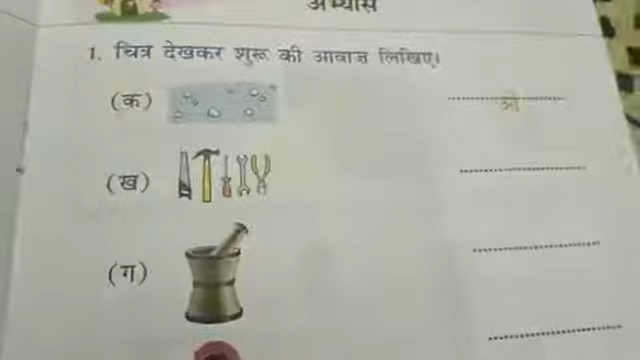 अभ्यास
1. चित्र देखकर शुरू की आवाज लिखिए।
(क) ओ
(ख)
(ग)